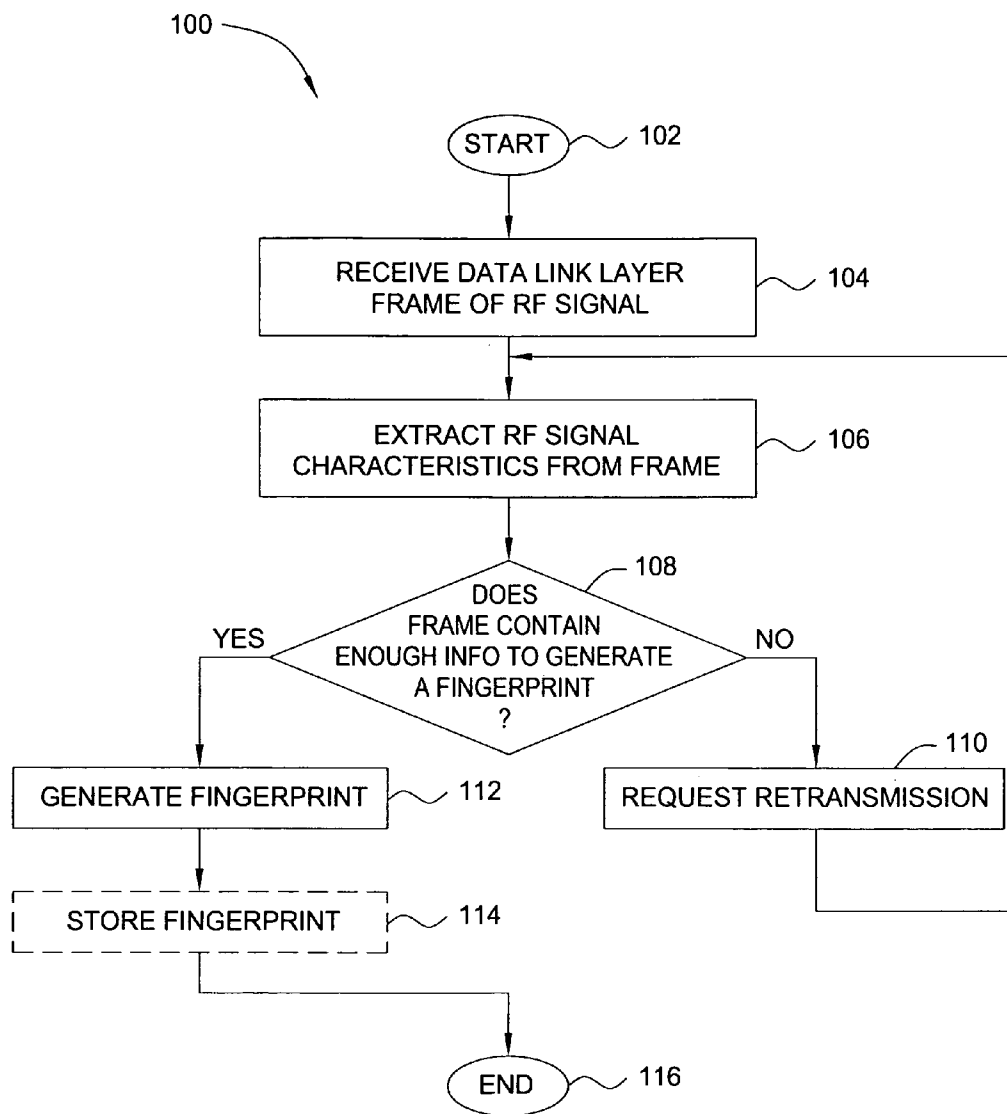 100
START
102
RECEIVE DATA LINK LAYER
FRAME OF RF SIGNAL
104
EXTRACT RF SIGNAL
CHARACTERISTICS FROM FRAME
106
108
DOES
FRAME CONTAIN
ENOUGH INFO TO GENERATE
A FINGERPRINT
?
YES
NO
110
GENERATE FINGERPRINT
112
REQUEST RETRANSMISSION
STORE FINGERPRINT
114
END
116